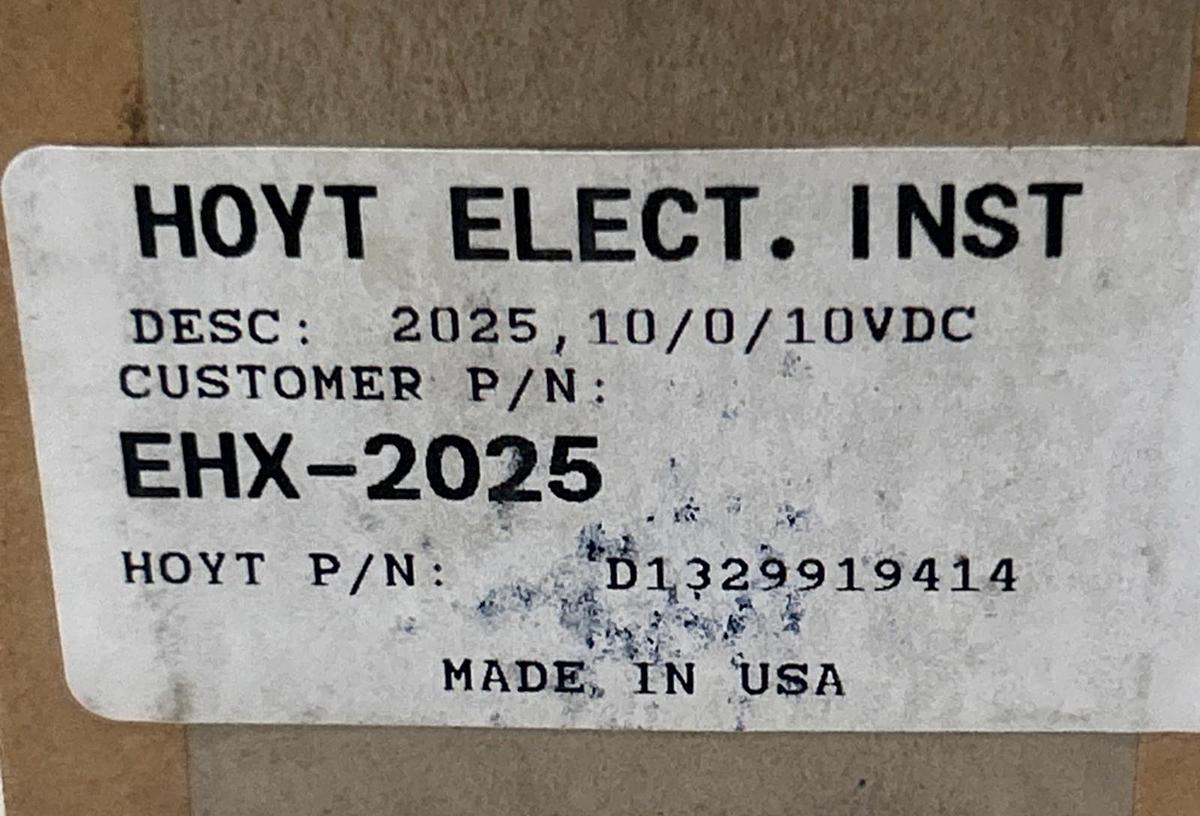 HOYT ELECT. INST
DESC: 2025,10/0/10VDC
CUSTOMER P/N:
EHX-2025
HOYT P/N: D1329919414
MADE IN USA